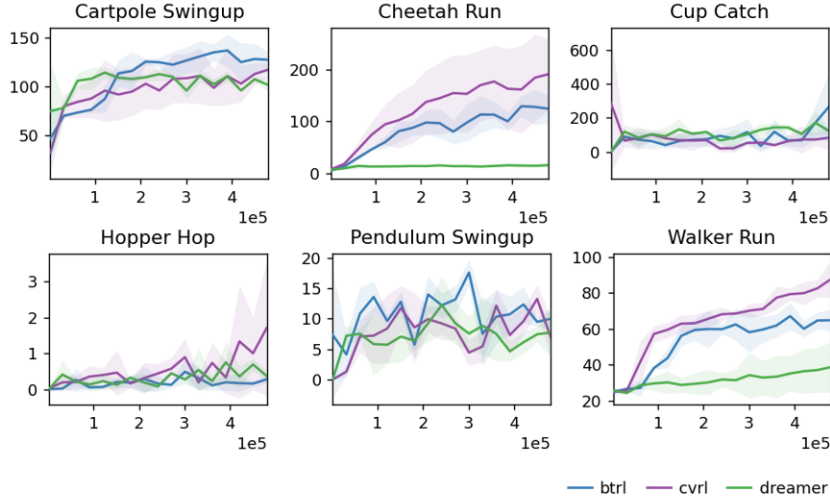 Cartpole Swingup
Cheetah Run
Cup Catch
150
100
50
1 2 3 4
1e5
200
100
0
1 2 3 4
1e5
600
400
200
0
1 2 3 4
1e5
Hopper Hop
Pendulum Swingup
Walker Run
3
2
1
0
1 2 3 4
1e5
20
15
10
5
0
1 2 3 4
1e5
100
80
60
40
20
1 2 3 4
1e5
btrl cvrl dreamer